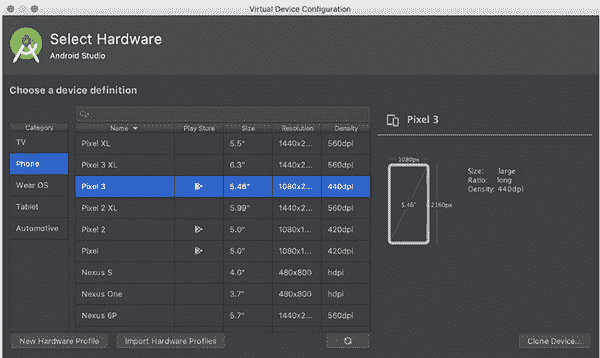 Virtual Device Configuration
Select Hardware
Android Studio
Choose a device definition
Category
Name Play Store Size Resolution Density
TV
Phone
Wear OS
Tablet
Automotive
Pixel XL 5.5" 1440x2... 560dpi
Pixel 3 XL 6.3" 1440x2... 560dpi
Pixel 3 5.46" 1080x2... 440dpi
Pixel 2 XL 5.99" 1440x2... 560dpi
Pixel 2 5.0" 1080x1... 420dpi
Pixel 5.0" 1080x1... 420dpi
Nexus S 4.0" 480x800 hdpi
Nexus One 3.7" 480x800 hdpi
Nexus 6P 5.7" 1440x2... 560dpi
Pixel 3
1080px
5.46"
2160px
Size: large
Ratio: long
Density: 440dpi
New Hardware Profile
Import Hardware Profiles
Clone Device...